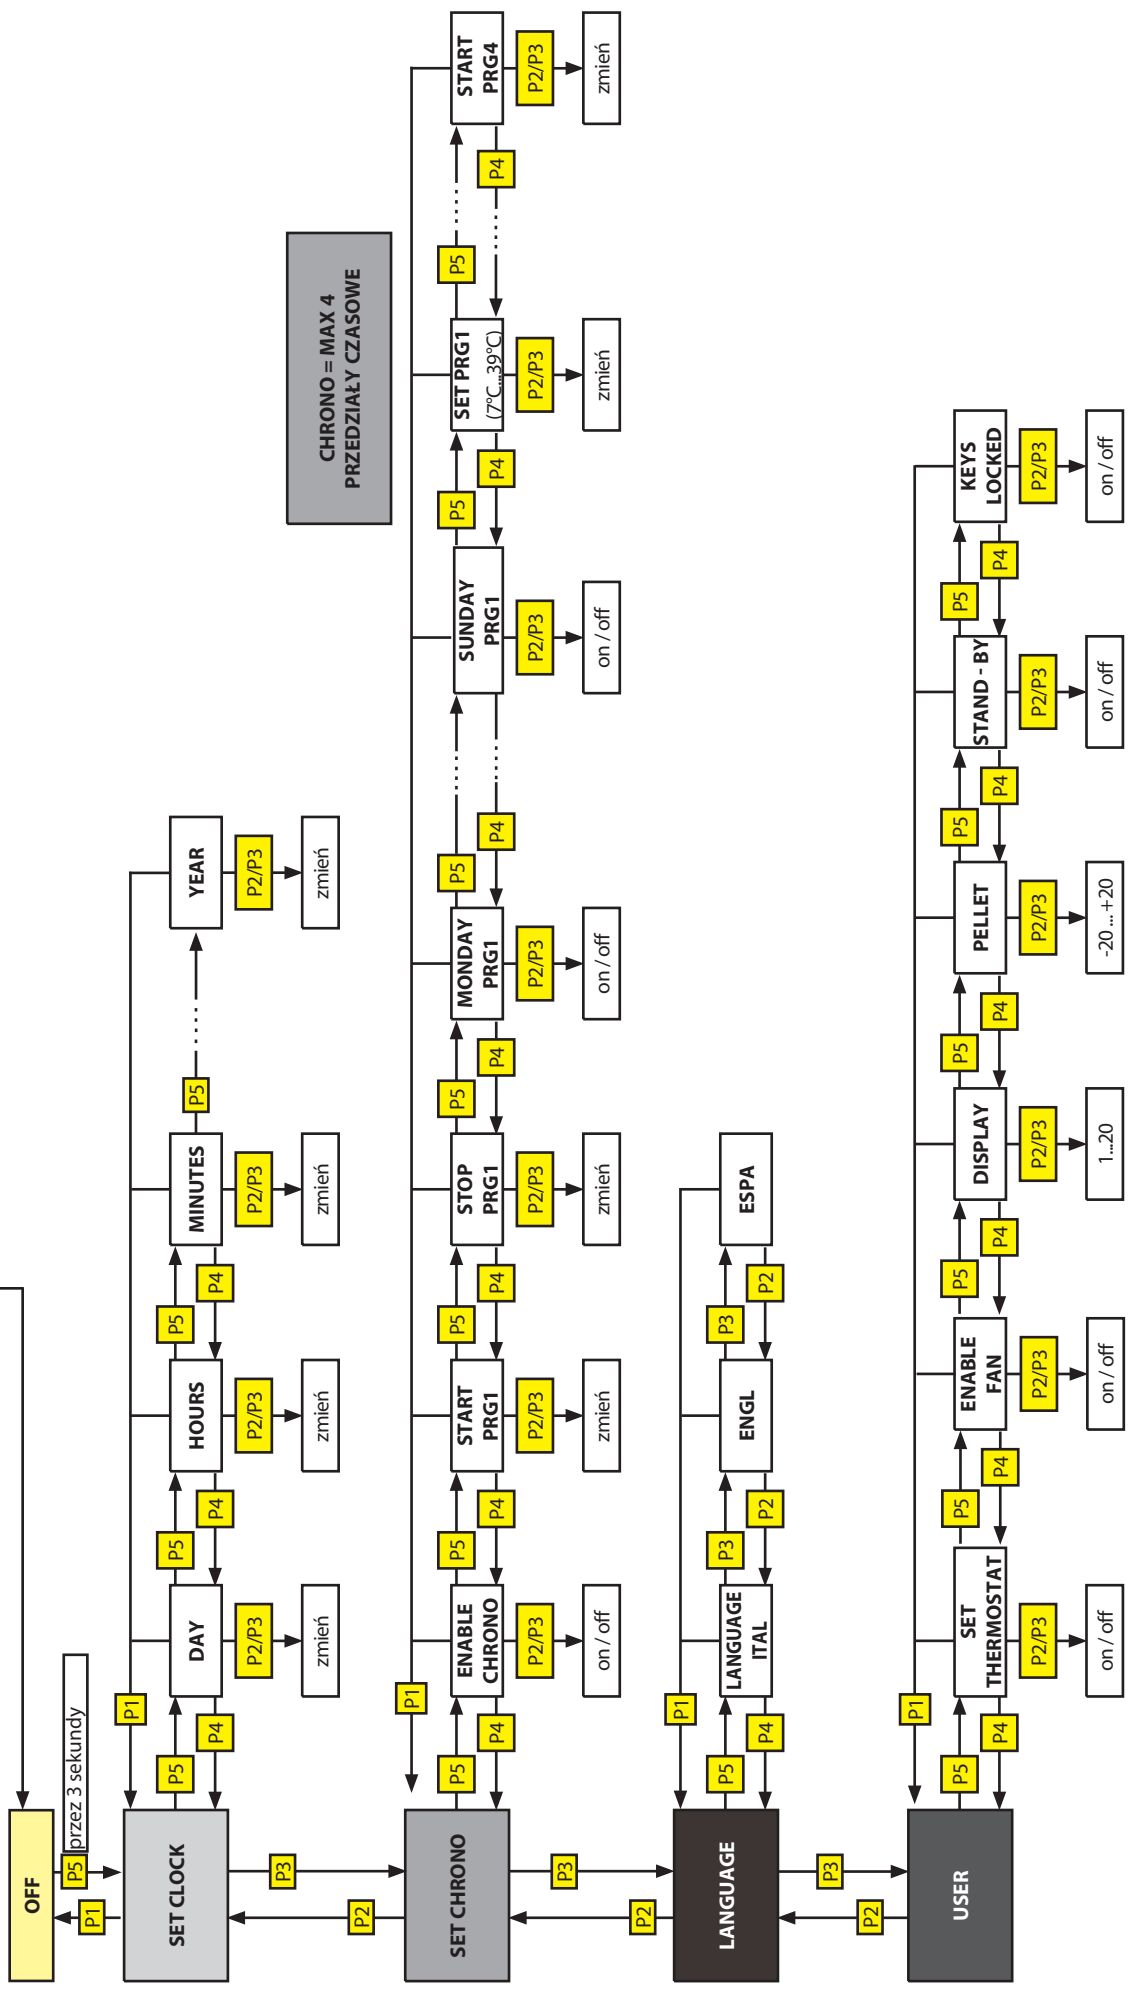 OFF
P1
P5
przez 3 sekundy
P1
SET CLOCK
P5
DAY
P5
HOURS
P5
MINUTES
P5
YEAR
P4
P4
P4
P2/P3
P2/P3
P2/P3
P2/P3
zmień
zmień
zmień
zmień
P2
P3
CHRONO = MAX 4
PRZEDZIAŁY CZASOWE
P1
SET CHRONO
P5
ENABLE
CHRONO
P5
START
PRG1
P5
STOP
PRG1
P5
MONDAY
PRG1
P5
SUNDAY
PRG1
P5
SET PRG1
(7°C...39°C)
P5
START
PRG4
P4
P4
P4
P4
P4
P4
P4
P2/P3
P2/P3
P2/P3
P2/P3
P2/P3
P2/P3
P2/P3
on / off
zmień
zmień
on / off
on / off
zmień
zmień
P2
P3
P1
LANGUAGE
P5
LANGUAGE
ITAL
P3
ENGL
P3
ESPA
P4
P2
P2
P2
P3
P1
USER
P5
SET
THERMOSTAT
P5
ENABLE
FAN
P5
DISPLAY
P5
PELLET
P5
STAND - BY
P5
KEYS
LOCKED
P4
P4
P4
P4
P4
P4
P2/P3
P2/P3
P2/P3
P2/P3
P2/P3
P2/P3
on / off
on / off
1...20
-20 ... +20
on / off
on / off